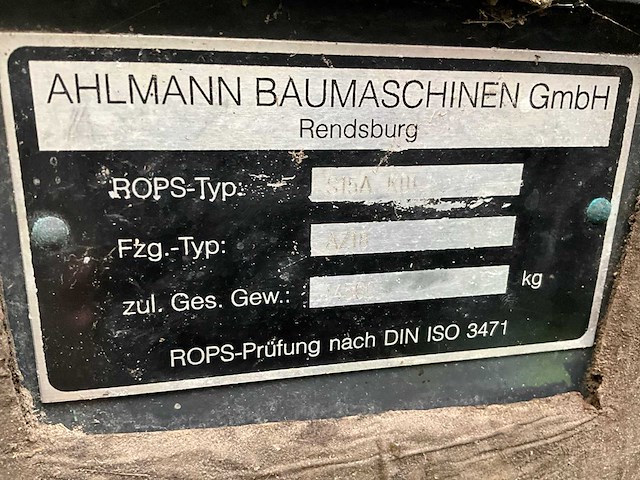 AHLMANN BAUMASCHINEN GmbH
Rendsburg
ROPS-Typ:
Fzg.-Typ:
zul. Ges. Gew.: kg
ROPS-Prüfung nach DIN ISO 3471